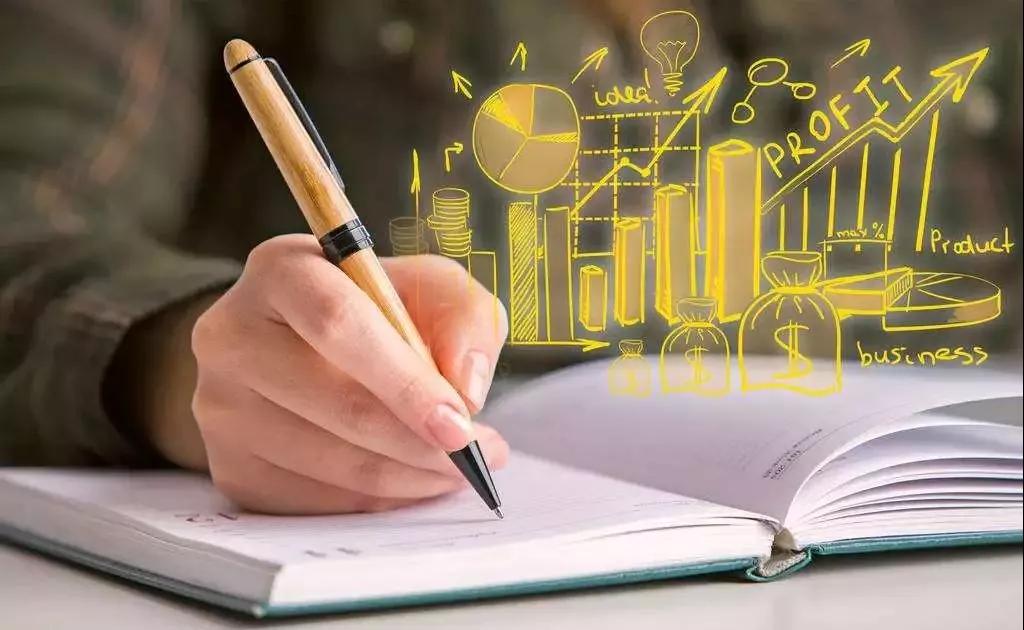 idea!
PROFIT
max %
Product
$
$
$
business